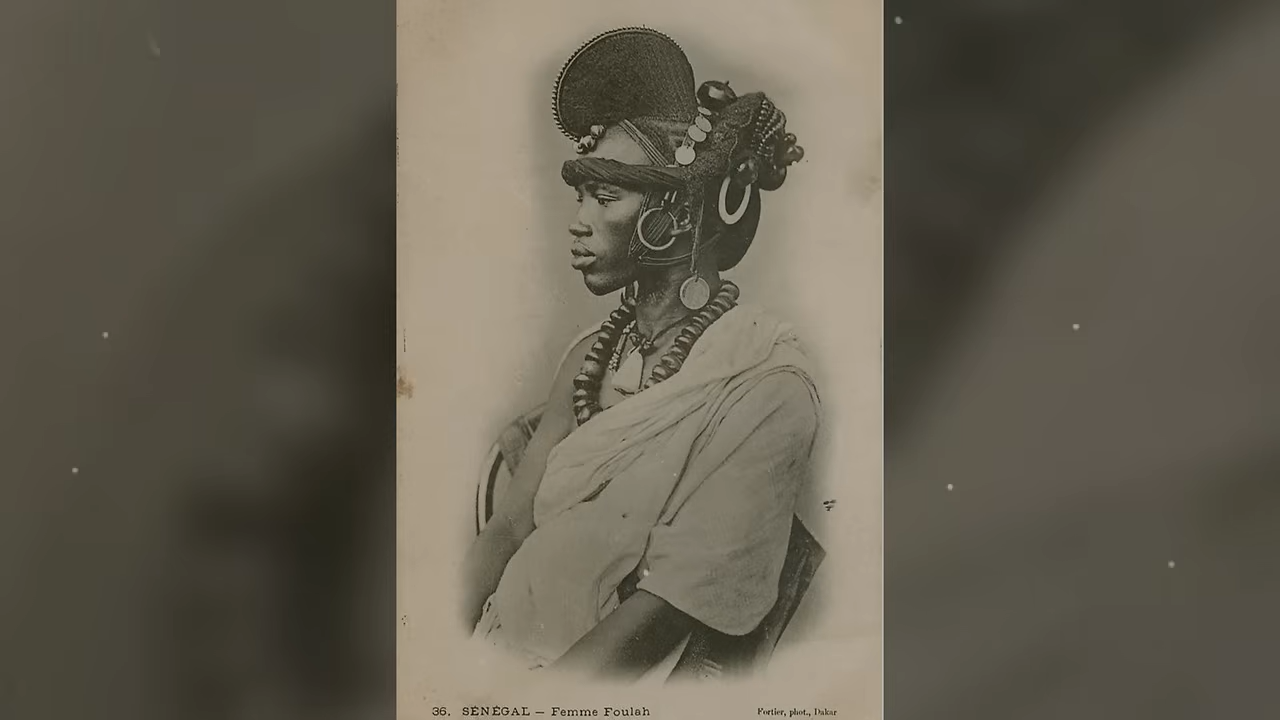 36. SÉNÉGAL — Femme Foulah
Fortier, phot., Dakar